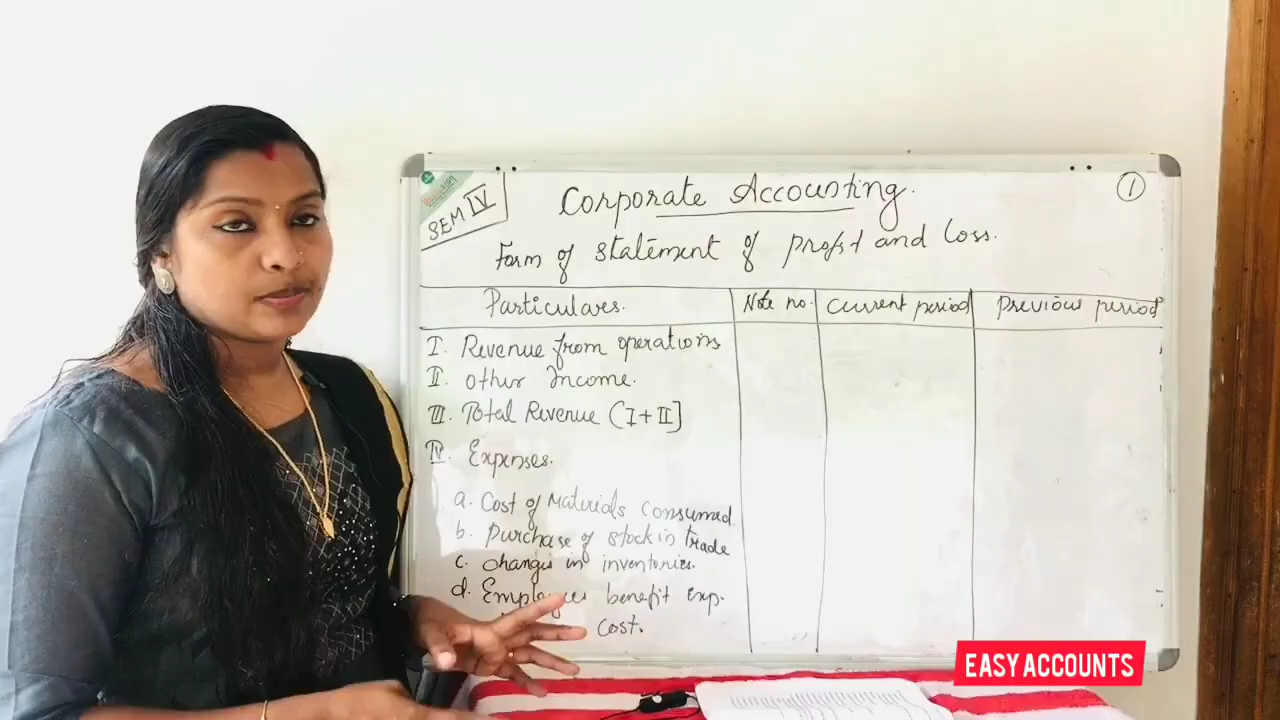 SEM IV
Corporate Accounting.
1
Form of statement of profit and Loss.
Particulars. Note no. Current period Previous period
I. Revenue from operations
II. Other Income.
III. Total Revenue (I+II]
IV. Expenses.
a. Cost of Materials Consumed.
b. Purchase of stock in trade
c. Changes in inventories.
d. Employees benefit exp.
cost.
EASY ACCOUNTS